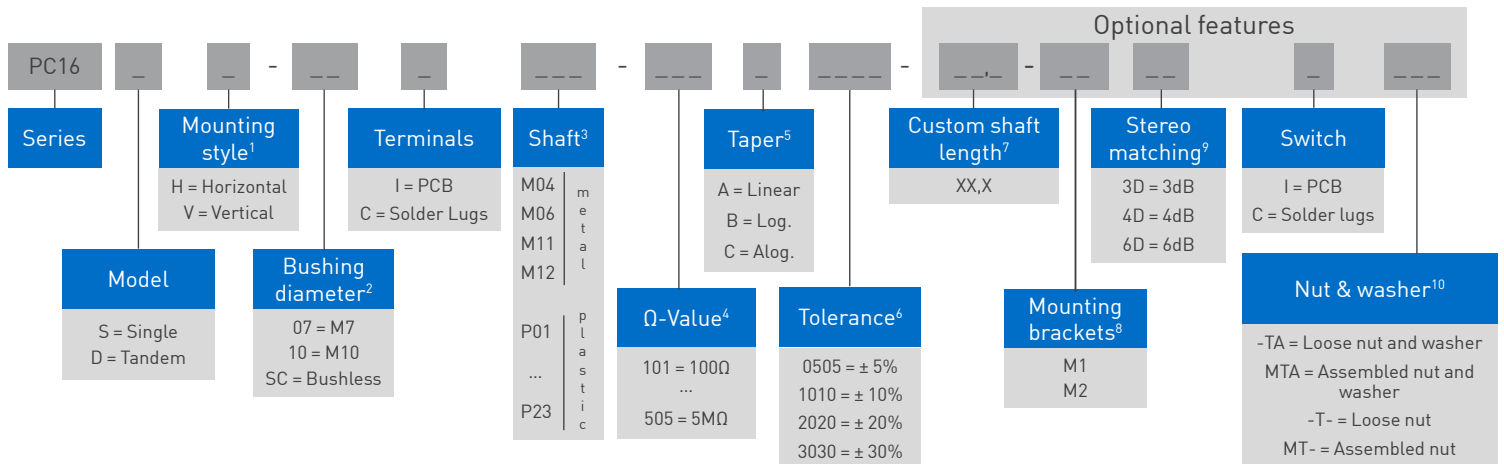 Optional features
PC16 _ _ - _ _ _ _ _ _ - _ _ _ _ _ _ _ _ - _ _,_ - _ _ _ _ _ _ _ _
Series
Mounting
style¹
H = Horizontal
V = Vertical
Terminals
I = PCB
C = Solder Lugs
Shaft³
M04
M06
M11
M12
metal
P01
...
P23
plastic
Taper⁵
A = Linear
B = Log.
C = Alog.
Custom shaft
length⁷
XX,X
Stereo
matching⁹
3D = 3dB
4D = 4dB
6D = 6dB
Switch
I = PCB
C = Solder lugs
Model
S = Single
D = Tandem
Bushing
diameter²
07 = M7
10 = M10
SC = Bushless
Ω-Value⁴
101 = 100Ω
...
505 = 5MΩ
Tolerance⁶
0505 = ± 5%
1010 = ± 10%
2020 = ± 20%
3030 = ± 30%
Mounting
brackets⁸
M1
M2
Nut & washer¹⁰
-TA = Loose nut and washer
MTA = Assembled nut and
washer
-T- = Loose nut
MT- = Assembled nut